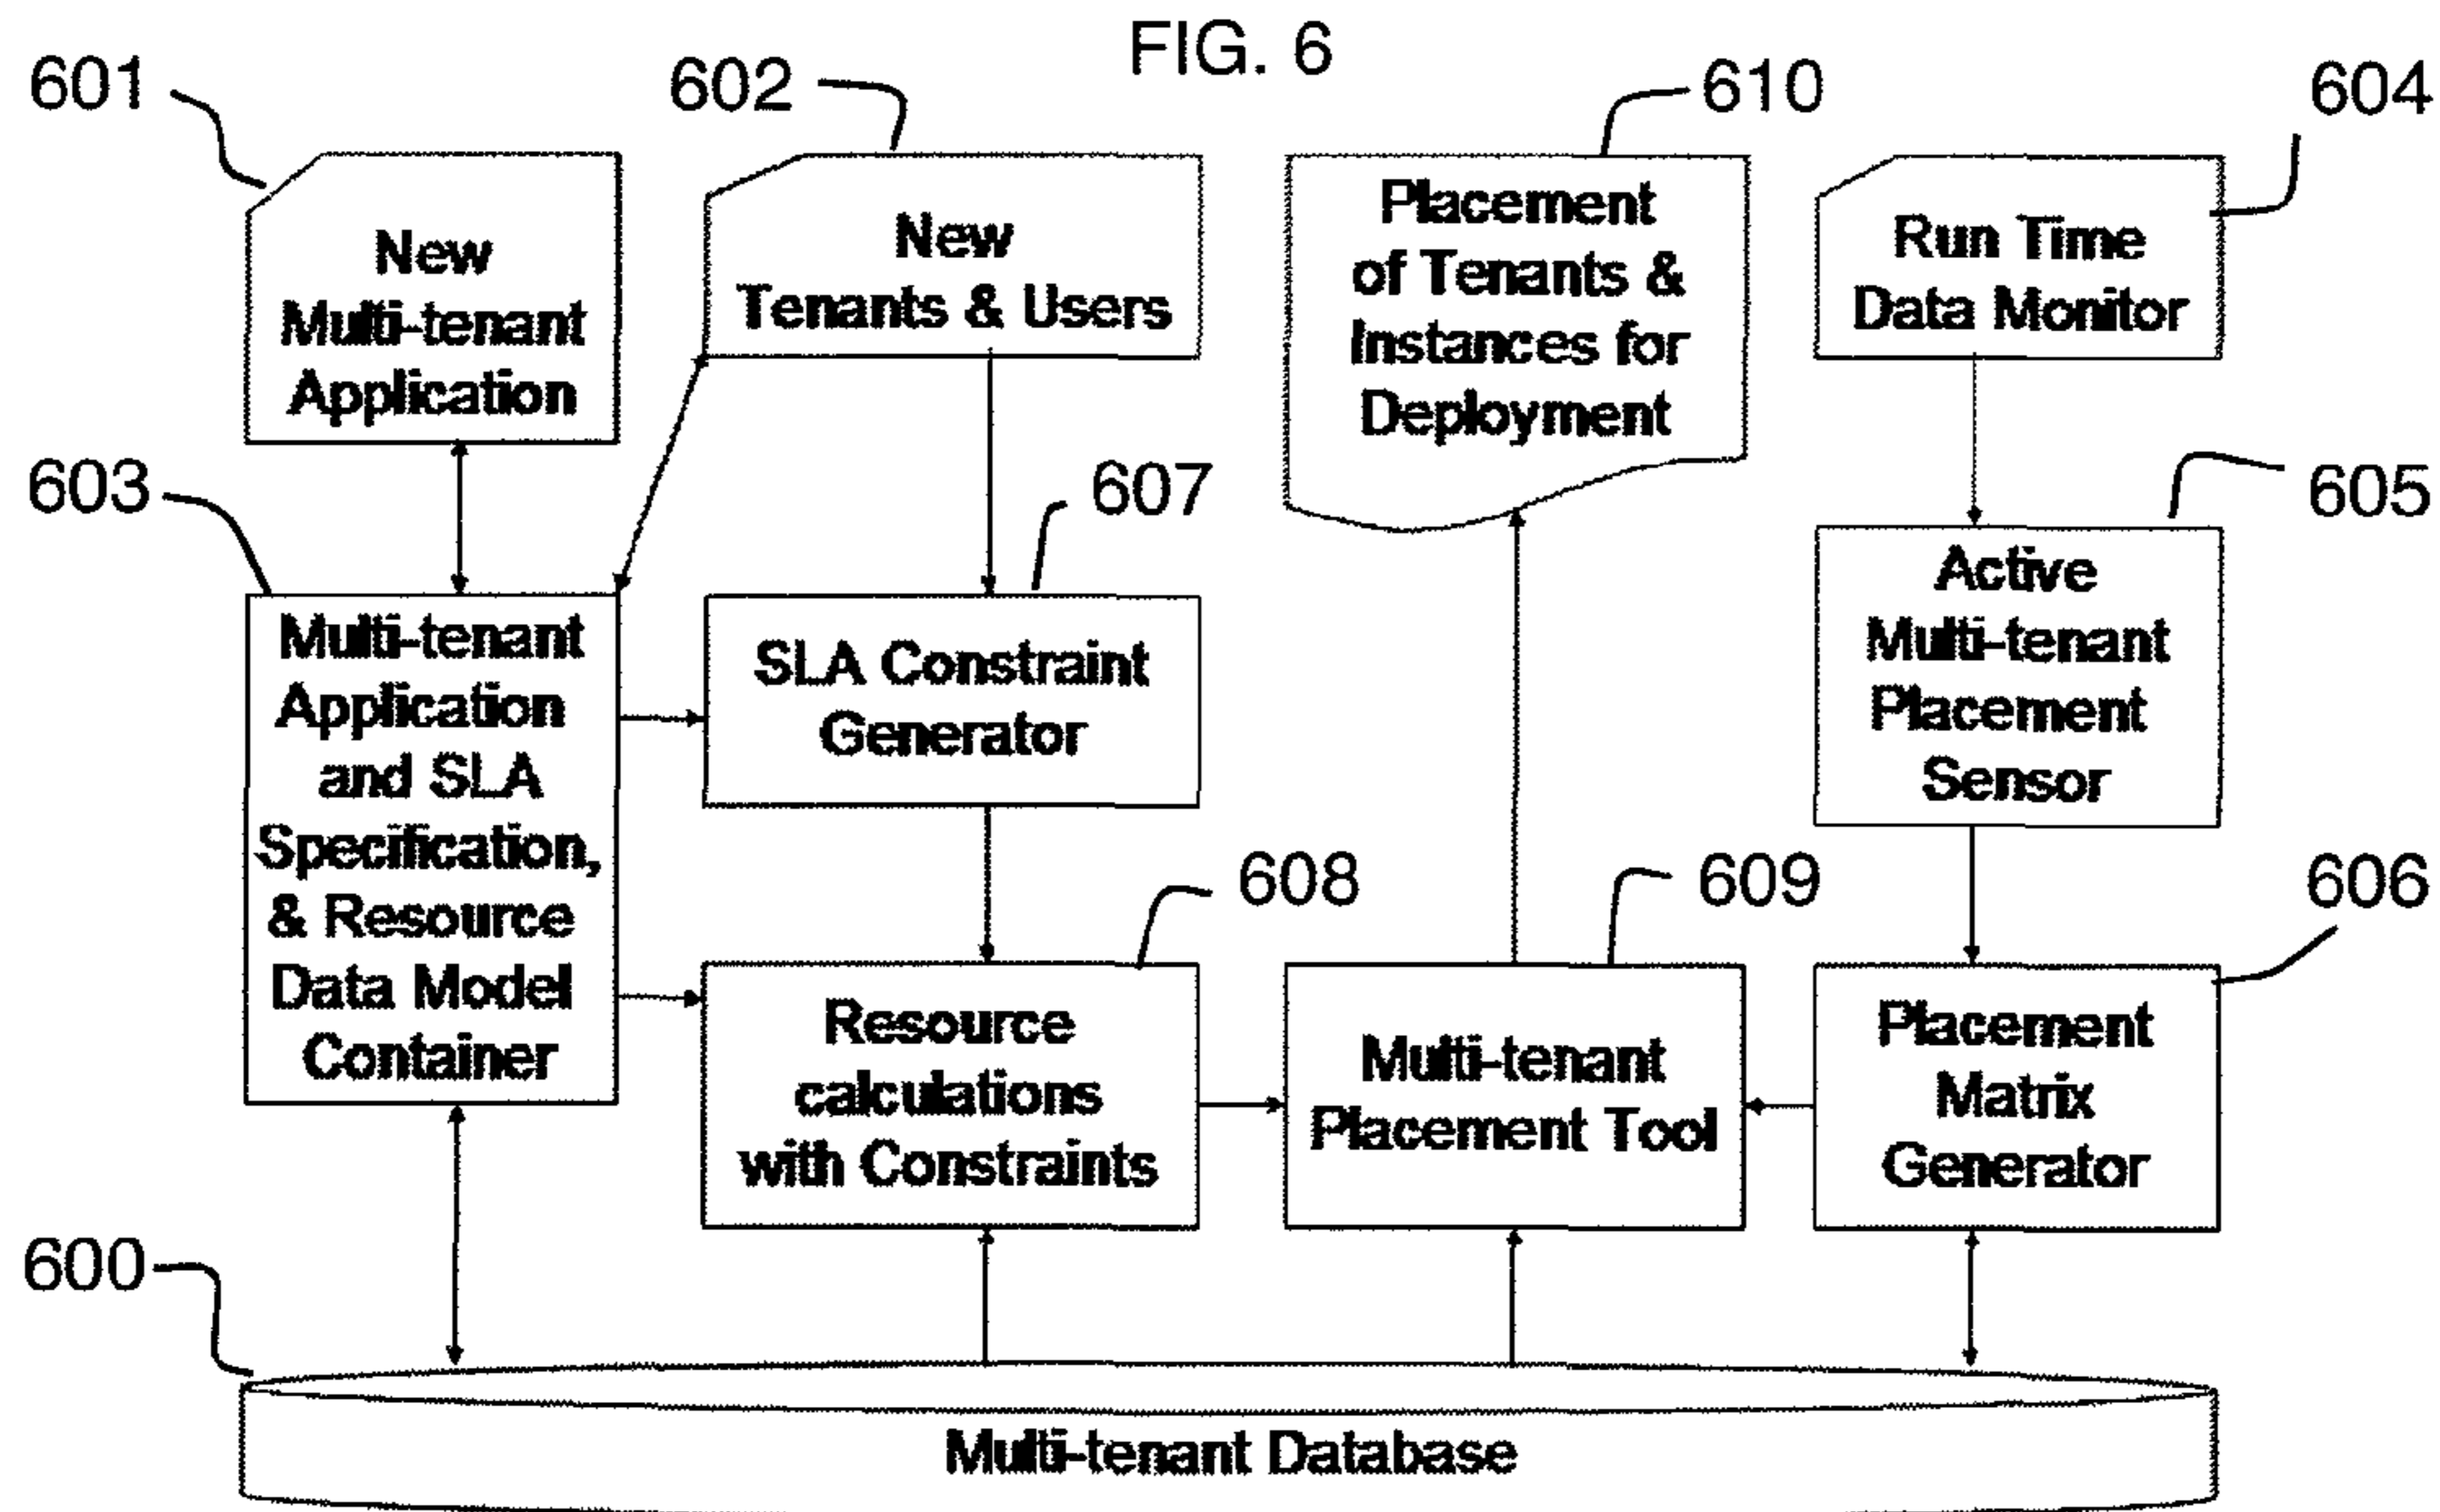 FIG. 6
601
602
610
604
New
Multi-tenant
Application
New
Tenants & Users
Placement
of Tenants &
Instances for
Deployment
Run Time
Data Monitor
603
607
605
Multi-tenant
Application
and SLA
Specification,
& Resource
Data Model
Container
SLA Constraint
Generator
Active
Multi-tenant
Placement
Sensor
608
609
606
Resource
calculations
with Constraints
Multi-tenant
Placement Tool
Placement
Matrix
Generator
600
Multi-tenant Database